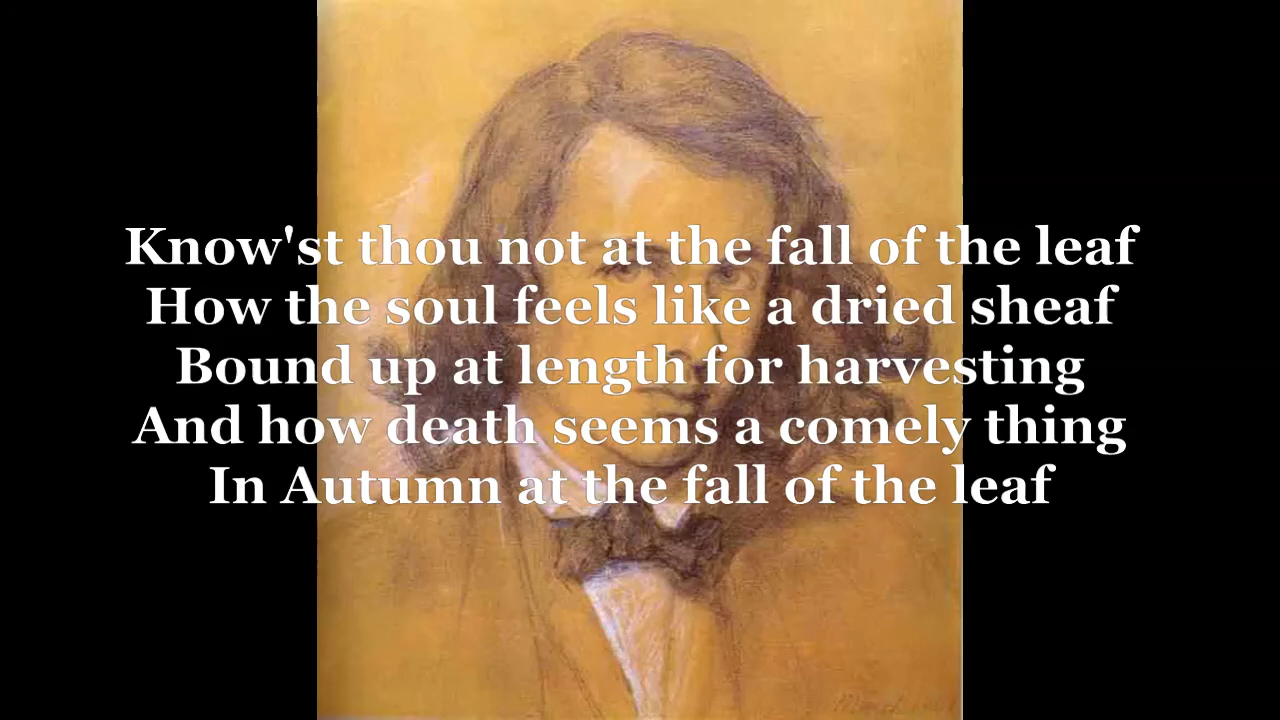 Know'st thou not at the fall of the leaf
How the soul feels like a dried sheaf
Bound up at length for harvesting
And how death seems a comely thing
In Autumn at the fall of the leaf